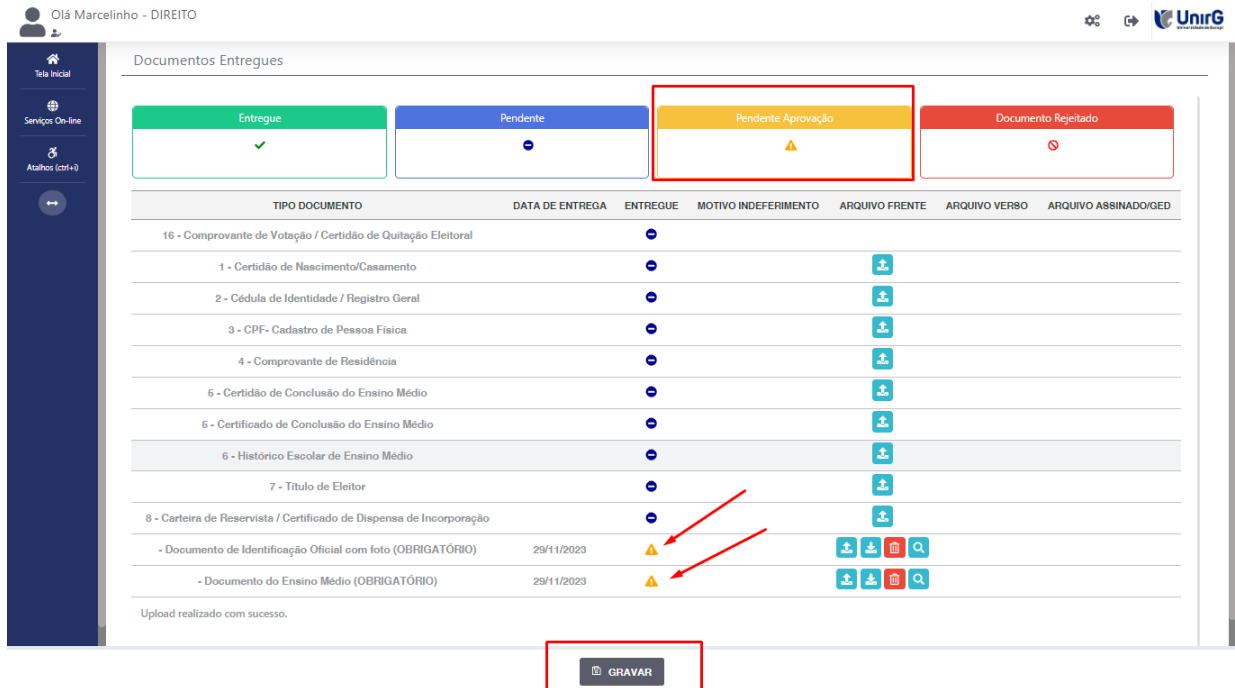 Olá Marcelinho - DIREITO
UnirG
Universidade de Gurupi
Tela Inicial
Serviços On-line
Atalhos (ctrl+i)
Documentos Entregues
Entregue Pendente Pendente Aprovação Documento Rejeitado
TIPO DOCUMENTO DATA DE ENTREGA ENTREGUE MOTIVO INDEFERIMENTO ARQUIVO FRENTE ARQUIVO VERSO ARQUIVO ASSINADO/GED
16 - Comprovante de Votação / Certidão de Quitação Eleitoral
1 - Certidão de Nascimento/Casamento
2 - Cédula de Identidade / Registro Geral
3 - CPF- Cadastro de Pessoa Física
4 - Comprovante de Residência
5 - Certidão de Conclusão do Ensino Médio
5 - Certificado de Conclusão do Ensino Médio
6 - Histórico Escolar de Ensino Médio
7 - Título de Eleitor
8 - Carteira de Reservista / Certificado de Dispensa de Incorporação
- Documento de Identificação Oficial com foto (OBRIGATÓRIO) 29/11/2023
- Documento do Ensino Médio (OBRIGATÓRIO) 29/11/2023
Upload realizado com sucesso.
GRAVAR